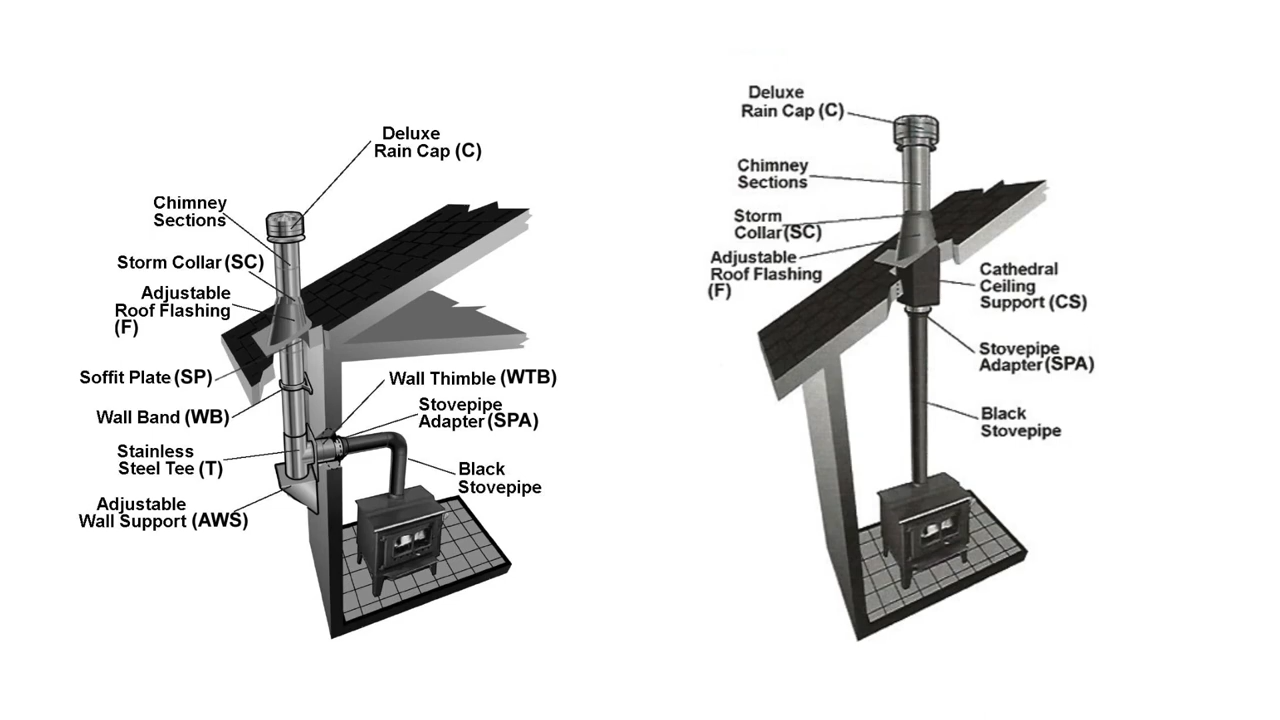 Deluxe
Rain Cap (C)
Chimney
Sections
Storm Collar (SC)
Adjustable
Roof Flashing
(F)
Soffit Plate (SP)
Wall Band (WB)
Stainless
Steel Tee (T)
Adjustable
Wall Support (AWS)
Wall Thimble (WTB)
Stovepipe
Adapter (SPA)
Black
Stovepipe
Deluxe
Rain Cap (C)
Chimney
Sections
Storm
Collar (SC)
Adjustable
Roof Flashing
(F)
Cathedral
Ceiling
Support (CS)
Stovepipe
Adapter (SPA)
Black
Stovepipe